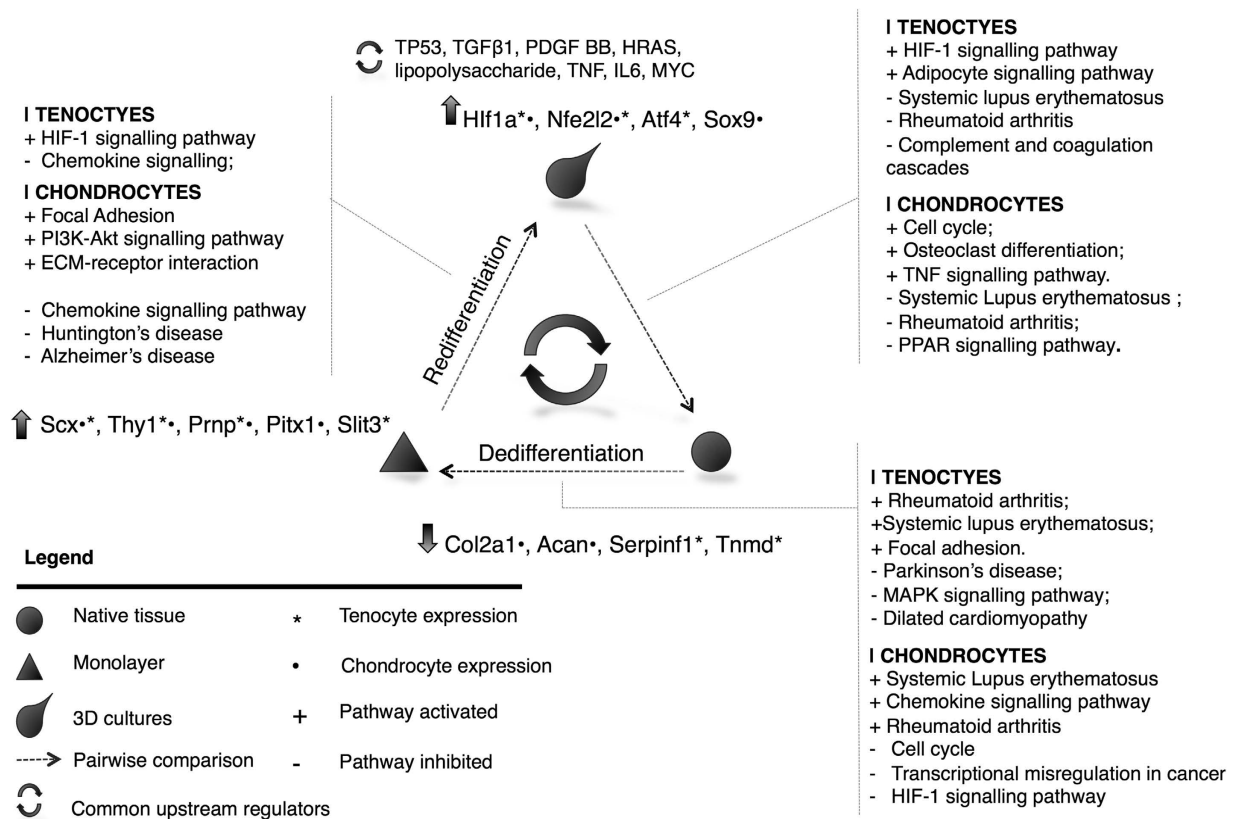 TP53, TGFβ1, PDGF BB, HRAS,
lipopolysaccharide, TNF, IL6, MYC
HIf1a*•, Nfe2l2•*, Atf4*, Sox9•
I TENOCTYES
+ HIF-1 signalling pathway
- Chemokine signalling;
I CHONDROCYTES
+ Focal Adhesion
+ PI3K-Akt signalling pathway
+ ECM-receptor interaction
- Chemokine signalling pathway
- Huntington's disease
- Alzheimer's disease
I TENOCTYES
+ HIF-1 signalling pathway
+ Adipocyte signalling pathway
- Systemic lupus erythematosus
- Rheumatoid arthritis
- Complement and coagulation
cascades
I CHONDROCYTES
+ Cell cycle;
+ Osteoclast differentiation;
+ TNF signalling pathway.
- Systemic Lupus erythematosus ;
- Rheumatoid arthritis;
- PPAR signalling pathway.
Redifferentiation
Scx•*, Thy1*•, Prnp*•, Pitx1•, Slit3*
Dedifferentiation
Col2a1•, Acan•, Serpinf1*, Tnmd*
I TENOCTYES
+ Rheumatoid arthritis;
+Systemic lupus erythematosus;
+ Focal adhesion.
- Parkinson's disease;
- MAPK signalling pathway;
- Dilated cardiomyopathy
I CHONDROCYTES
+ Systemic Lupus erythematosus
+ Chemokine signalling pathway
+ Rheumatoid arthritis
- Cell cycle
- Transcriptional misregulation in cancer
- HIF-1 signalling pathway
Legend
Native tissue
* Tenocyte expression
Monolayer
• Chondrocyte expression
3D cultures
+ Pathway activated
Pairwise comparison
- Pathway inhibited
Common upstream regulators